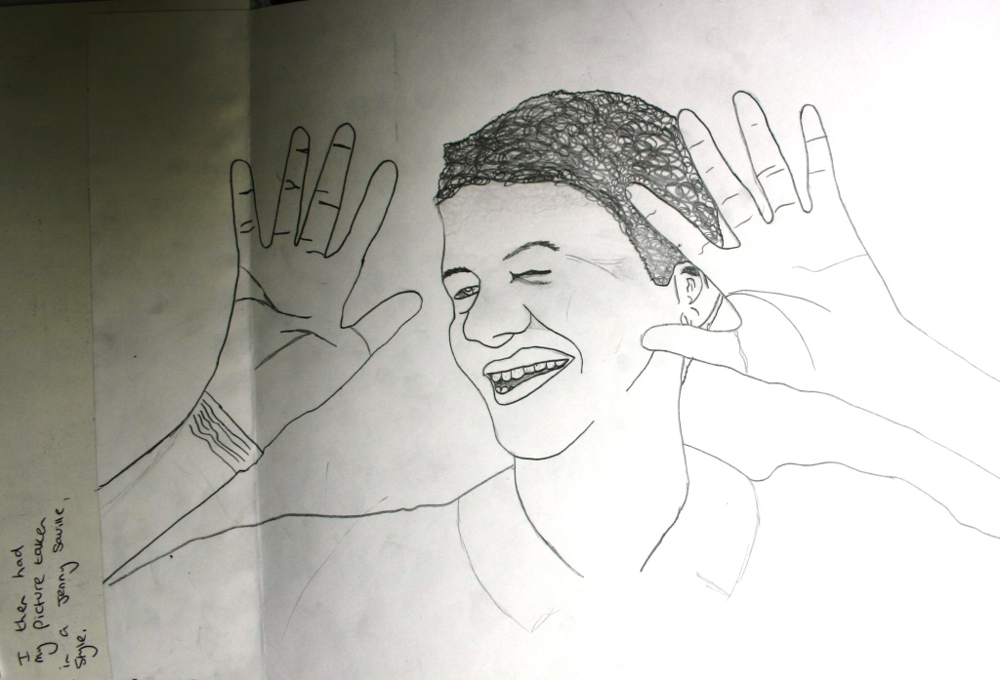 I then had
my picture taken
in a Jenny Saville,
style.